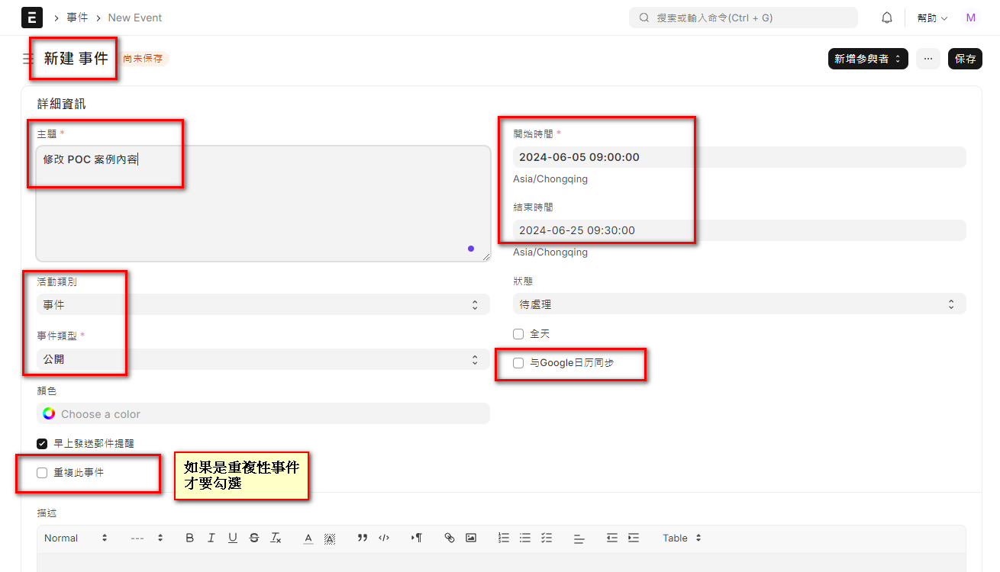 E
事件
New Event
搜索或輸入命令(Ctrl + G)
幫助
M
新建 事件
尚未保存
新增參與者
···
保存
詳細資訊
主題 *
修改 POC 案例內容
開始時間 *
2024-06-05 09:00:00
Asia/Chongqing
結束時間
2024-06-25 09:30:00
Asia/Chongqing
活動類別
事件
狀態
待處理
全天
事件類型 *
公開
与Google日历同步
顏色
Choose a color
早上發送郵件提醒
重複此事件
如果是重複性事件
才要勾選
描述
Normal --- B I U S Tx A A Table